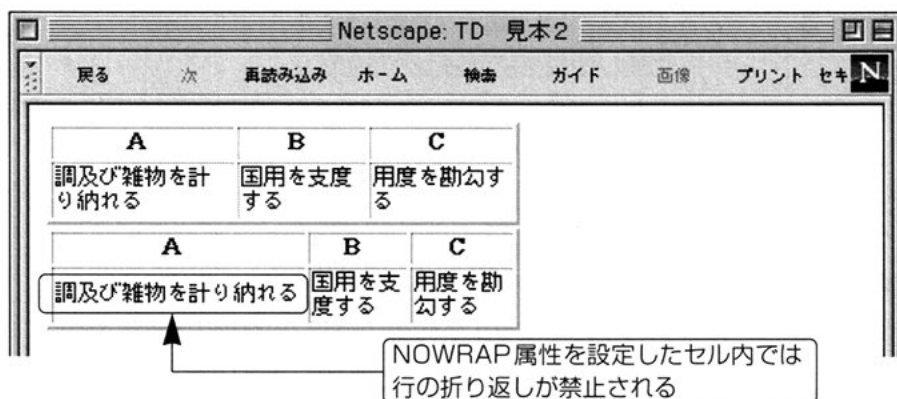 Netscape: TD 見本2
戻る 次 再読み込み ホーム 検索 ガイド 画像 プリント セキ N
A B C
調及び雑物を計 国用を支度 用度を勘勾す
り納れる する る
A B C
調及び雑物を計り納れる 国用を支 用度を勘
度する 勾する
NOWRAP属性を設定したセル内では
行の折り返しが禁止される